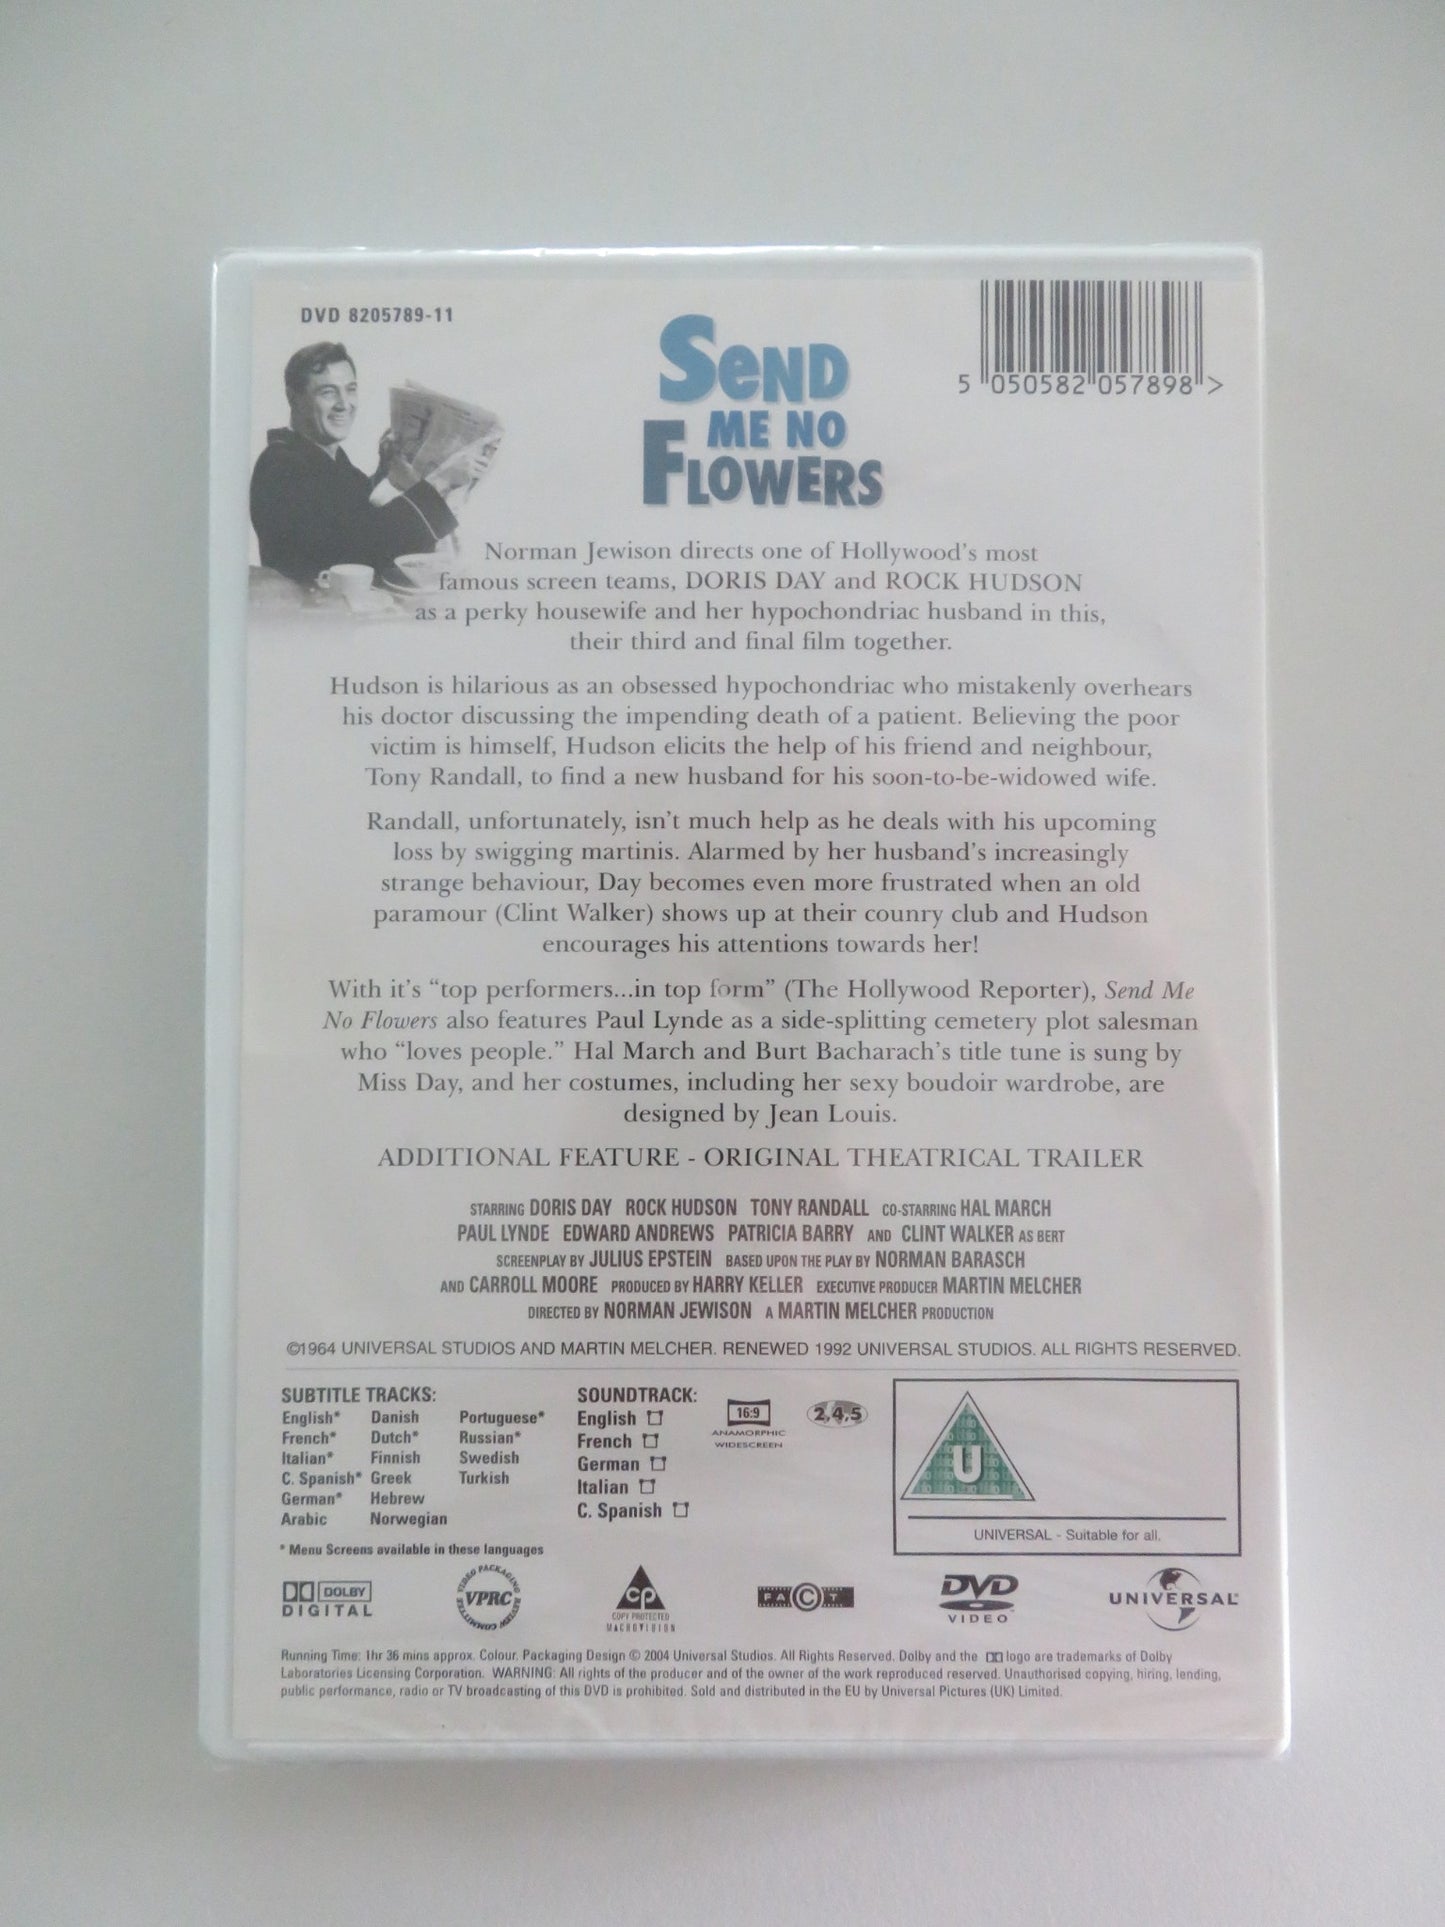 DVD 8205789-11
5 050582 057898 >
SEND
ME NO
FLOWERS
Norman Jewison directs one of Hollywood's most
famous screen teams, DORIS DAY and ROCK HUDSON
as a perky housewife and her hypochondriac husband in this,
their third and final film together.
Hudson is hilarious as an obsessed hypochondriac who mistakenly overhears
his doctor discussing the impending death of a patient. Believing the poor
victim is himself, Hudson elicits the help of his friend and neighbour,
Tony Randall, to find a new husband for his soon-to-be-widowed wife.
Randall, unfortunately, isn't much help as he deals with his upcoming
loss by swigging martinis. Alarmed by her husband's increasingly
strange behaviour, Day becomes even more frustrated when an old
paramour (Clint Walker) shows up at their counry club and Hudson
encourages his attentions towards her!
With it's "top performers...in top form" (The Hollywood Reporter), Send Me
No Flowers also features Paul Lynde as a side-splitting cemetery plot salesman
who "loves people." Hal March and Burt Bacharach's title tune is sung by
Miss Day, and her costumes, including her sexy boudoir wardrobe, are
designed by Jean Louis.
ADDITIONAL FEATURE - ORIGINAL THEATRICAL TRAILER
STARRING DORIS DAY ROCK HUDSON TONY RANDALL CO-STARRING HAL MARCH
PAUL LYNDE EDWARD ANDREWS PATRICIA BARRY AND CLINT WALKER AS BERT
SCREENPLAY BY JULIUS EPSTEIN BASED UPON THE PLAY BY NORMAN BARASCH
AND CARROLL MOORE PRODUCED BY HARRY KELLER EXECUTIVE PRODUCER MARTIN MELCHER
DIRECTED BY NORMAN JEWISON A MARTIN MELCHER PRODUCTION
©1964 UNIVERSAL STUDIOS AND MARTIN MELCHER. RENEWED 1992 UNIVERSAL STUDIOS. ALL RIGHTS RESERVED.
SUBTITLE TRACKS:
English* Danish Portuguese*
French* Dutch* Russian*
Italian* Finnish Swedish
C. Spanish* Greek Turkish
German* Hebrew
Arabic Norwegian
* Menu Screens available in these languages
SOUNDTRACK:
English
French
German
Italian
C. Spanish
16:9
ANAMORPHIC
WIDESCREEN
2,4,5
U
UNIVERSAL - Suitable for all.
DOLBY
DIGITAL
VIDEO PACKAGING REVIEW COMMITTEE
VPRC
CP
COPY PROTECTED
MACROVISION
FACT
DVD
VIDEO
UNIVERSAL
Running Time: 1hr 36 mins approx. Colour. Packaging Design © 2004 Universal Studios. All Rights Reserved. Dolby and the logo are trademarks of Dolby
Laboratories Licensing Corporation. WARNING: All rights of the producer and of the owner of the work reproduced reserved. Unauthorised copying, hiring, lending,
public performance, radio or TV broadcasting of this DVD is prohibited. Sold and distributed in the EU by Universal Pictures (UK) Limited.